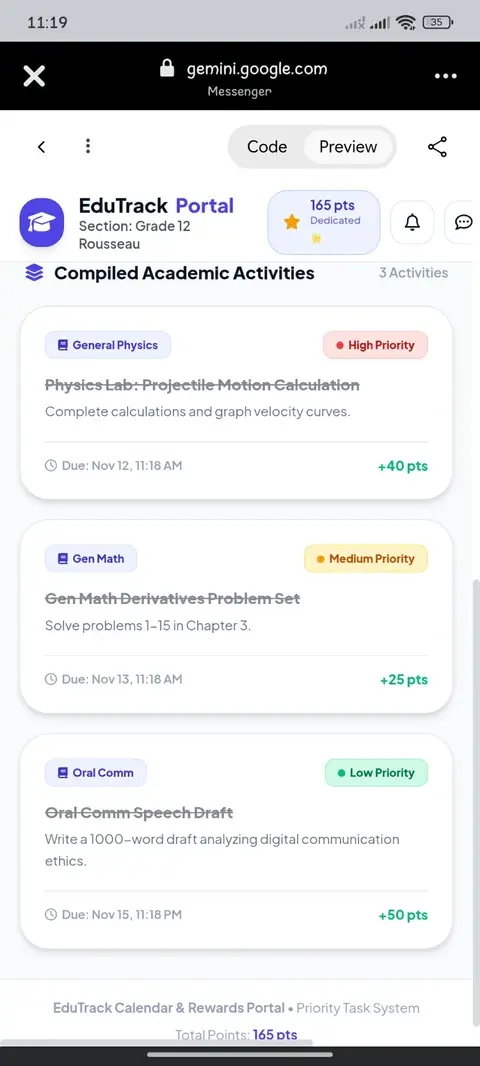 11:19
35
gemini.google.com
Messenger
Code
Preview
EduTrack Portal
Section: Grade 12
Rousseau
165 pts
Dedicated
Compiled Academic Activities
3 Activities
General Physics
High Priority
Physics Lab: Projectile Motion Calculation
Complete calculations and graph velocity curves.
Due: Nov 12, 11:18 AM
+40 pts
Gen Math
Medium Priority
Gen Math Derivatives Problem Set
Solve problems 1–15 in Chapter 3.
Due: Nov 13, 11:18 AM
+25 pts
Oral Comm
Low Priority
Oral Comm Speech Draft
Write a 1000-word draft analyzing digital communication
ethics.
Due: Nov 15, 11:18 PM
+50 pts
EduTrack Calendar & Rewards Portal • Priority Task System
Total Points: 165 pts